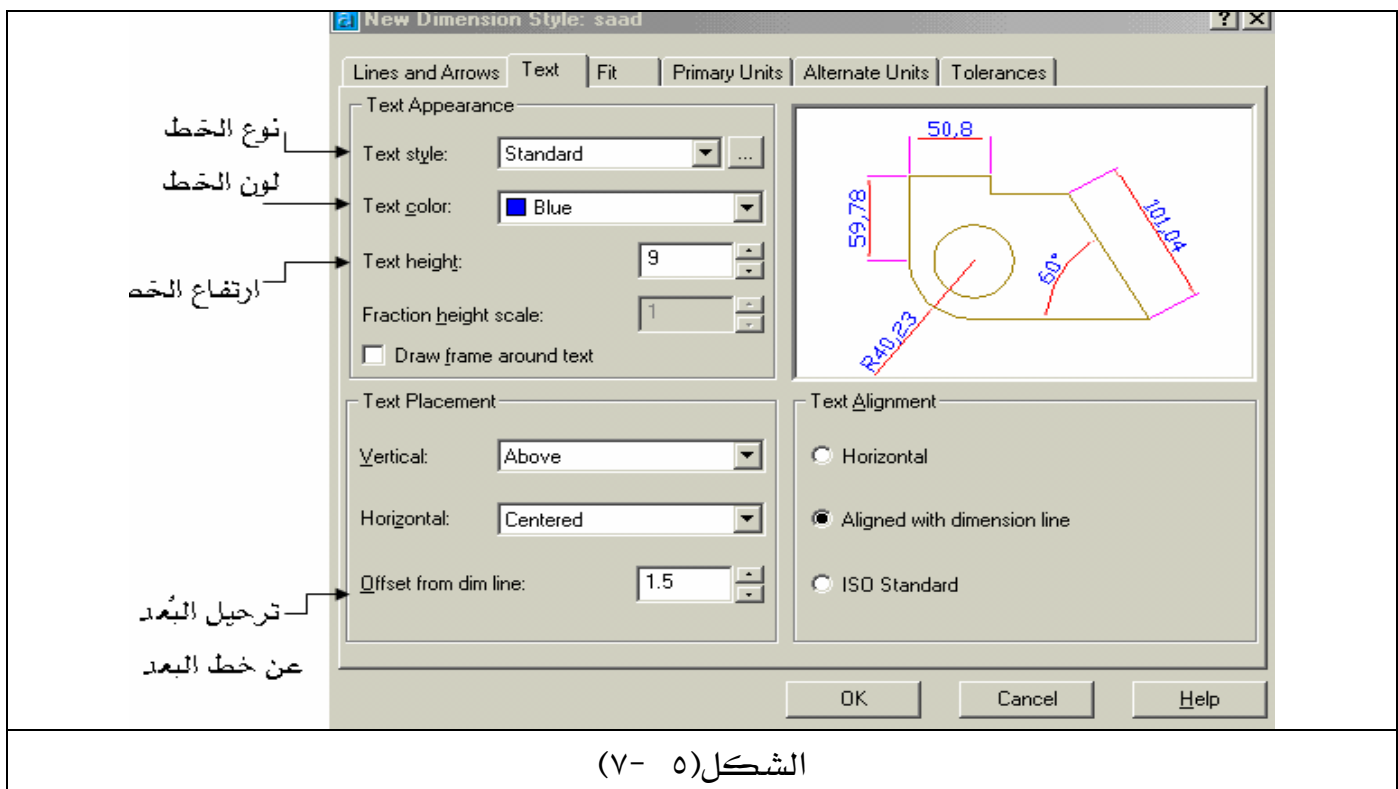 New Dimension Style: saad
Lines and Arrows Text Fit Primary Units Alternate Units Tolerances
Text Appearance
نوع الخط
Text style: Standard ...
لون الخط
Text color: Blue
Text height: 9
ارتفاع الخط
Fraction height scale: 1
Draw frame around text
50,8
59,78
101,04
60°
R40,23
Text Placement
Vertical: Above
Horizontal: Centered
Offset from dim line: 1.5
ترحيل البُعد
عن خط البعد
Text Alignment
Horizontal
Aligned with dimension line
ISO Standard
OK Cancel Help
الشكل(٥ -٧)